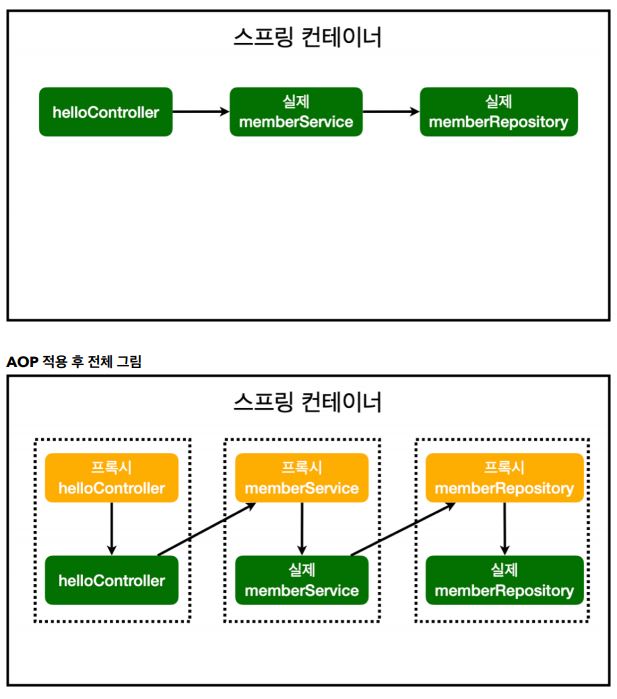 스프링 컨테이너
helloController
실제
memberService
실제
memberRepository
AOP 적용 후 전체 그림
스프링 컨테이너
프록시
helloController
프록시
memberService
프록시
memberRepository
helloController
실제
memberService
실제
memberRepository